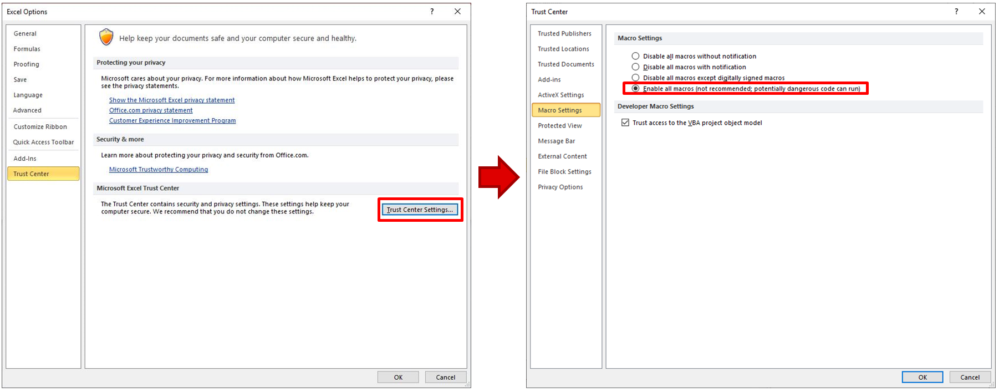 Excel Options
?
General
Formulas
Proofing
Save
Language
Advanced
Customize Ribbon
Quick Access Toolbar
Add-Ins
Trust Center
Help keep your documents safe and your computer secure and healthy.
Protecting your privacy
Microsoft cares about your privacy. For more information about how Microsoft Excel helps to protect your privacy, please
see the privacy statements.
Show the Microsoft Excel privacy statement
Office.com privacy statement
Customer Experience Improvement Program
Security & more
Learn more about protecting your privacy and security from Office.com.
Microsoft Trustworthy Computing
Microsoft Excel Trust Center
The Trust Center contains security and privacy settings. These settings help keep your
computer secure. We recommend that you do not change these settings.
Trust Center Settings...
OK
Cancel
Trust Center
?
Trusted Publishers
Trusted Locations
Trusted Documents
Add-ins
ActiveX Settings
Macro Settings
Protected View
Message Bar
External Content
File Block Settings
Privacy Options
Macro Settings
Disable all macros without notification
Disable all macros with notification
Disable all macros except digitally signed macros
Enable all macros (not recommended; potentially dangerous code can run)
Developer Macro Settings
Trust access to the VBA project object model
OK
Cancel